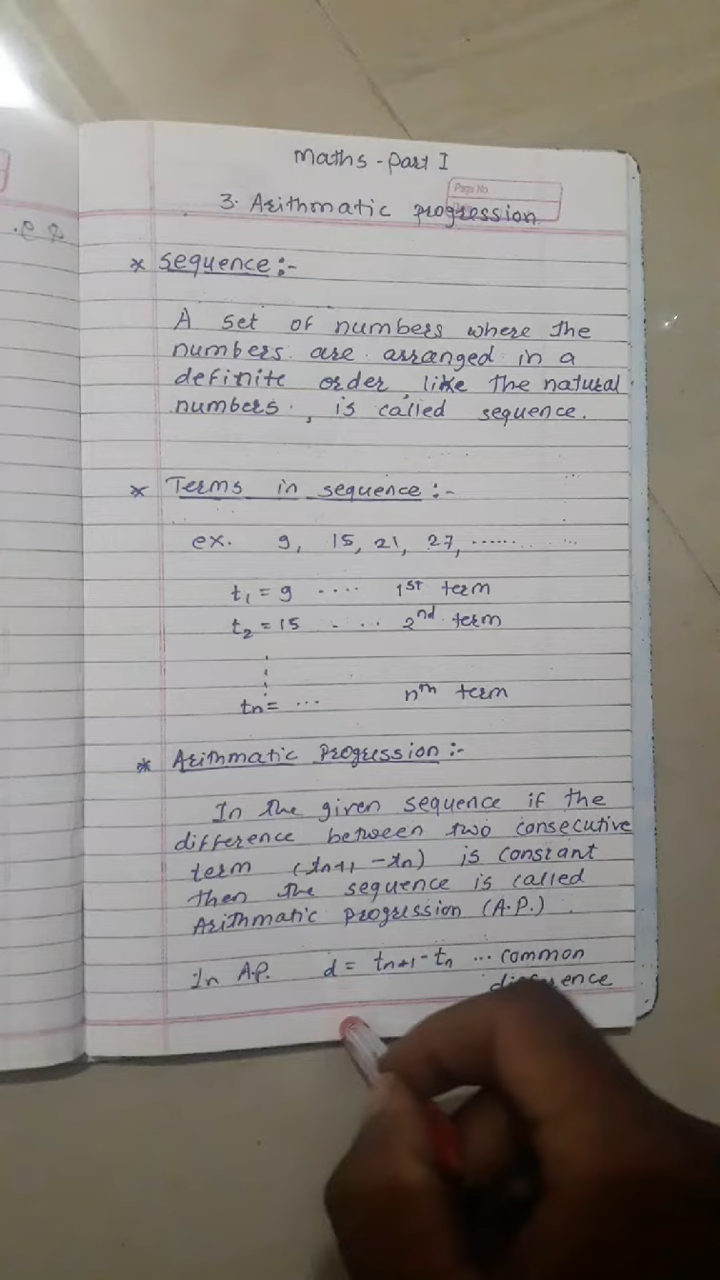 Maths - Part I
Page No
3. Arithmatic progression
* Sequence :-
A set of numbers where the
numbers are arranged in a
definite order, like the natural
numbers, is called sequence.
* Terms in sequence :-
ex. 9, 15, 21, 27, ......
t₁ = 9 .... 1st term
t₂ = 15 .... 2nd term
tn = ... nth term
* Arithmatic Progression :-
In the given sequence if the
difference between two consecutive
term (tn+1 - tn) is constant
then the sequence is called
Arithmatic progression (A.P.)
In A.P. d = tn+1 - tn ... common
difference